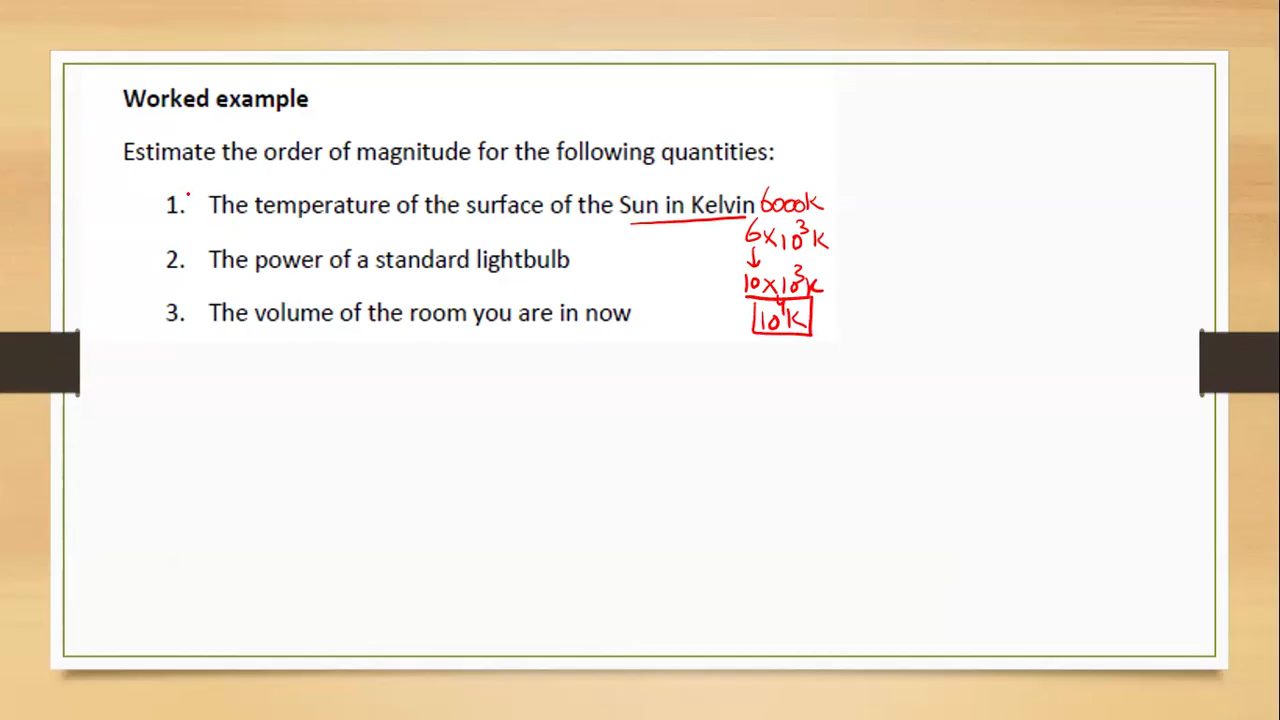 Worked example
Estimate the order of magnitude for the following quantities:
1. The temperature of the surface of the Sun in Kelvin 6000K
6x10³K
2. The power of a standard lightbulb
10x10³K
3. The volume of the room you are in now
10⁴K